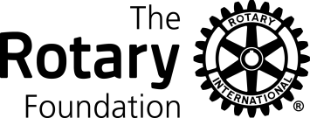 The
Rotary
Foundation
ROTARY
INTERNATIONAL
®